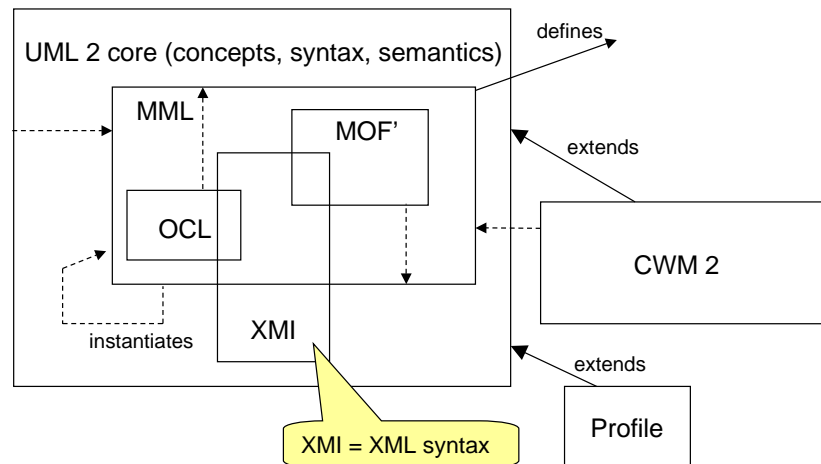 defines
UML 2 core (concepts, syntax, semantics)
MML
MOF’
extends
OCL
CWM 2
instantiates
XMI
extends
XMI = XML syntax
Profile